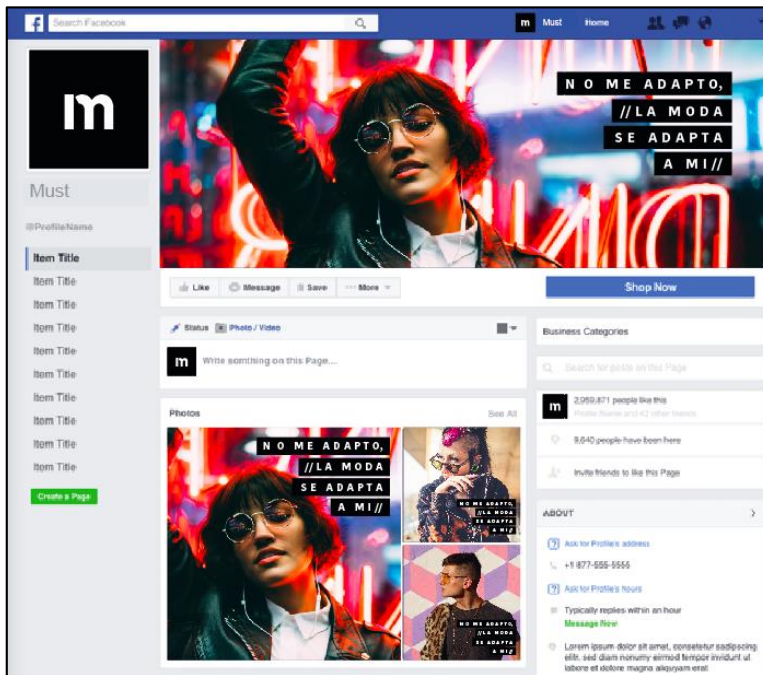 f
Search Facebook
m Must Home
m
Must
@ProfileName
Item Title
Item Title
Item Title
Item Title
Item Title
Item Title
Item Title
Item Title
Item Title
Item Title
Create a Page
NO ME ADAPTO,
//LA MODA
SE ADAPTA
A MI//
Like Message Save More
Shop Now
Status Photo / Video
m Write somthing on this Page...
Photos See All
NO ME ADAPTO,
//LA MODA
SE ADAPTA
A MI//
NO ME ADAPTO,
//LA MODA
SE ADAPTA
A MI//
NO ME ADAPTO,
//LA MODA
SE ADAPTA
A MI//
Business Categories
Search for posts on this Page
m 2,959,871 people like this
Profile Name and 42 other friends
9,640 people have been here
Invite friends to like this Page
ABOUT
Ask for Profile's address
+1 877-555-5555
Ask for Profile's hours
Typically replies within an hour
Message Now
Lorem ipsum dolor sit amet, consetetur sadipscing
elitr, sed diam nonumy eirmod tempor invidunt ut
labore et dolore magna aliquyam erat